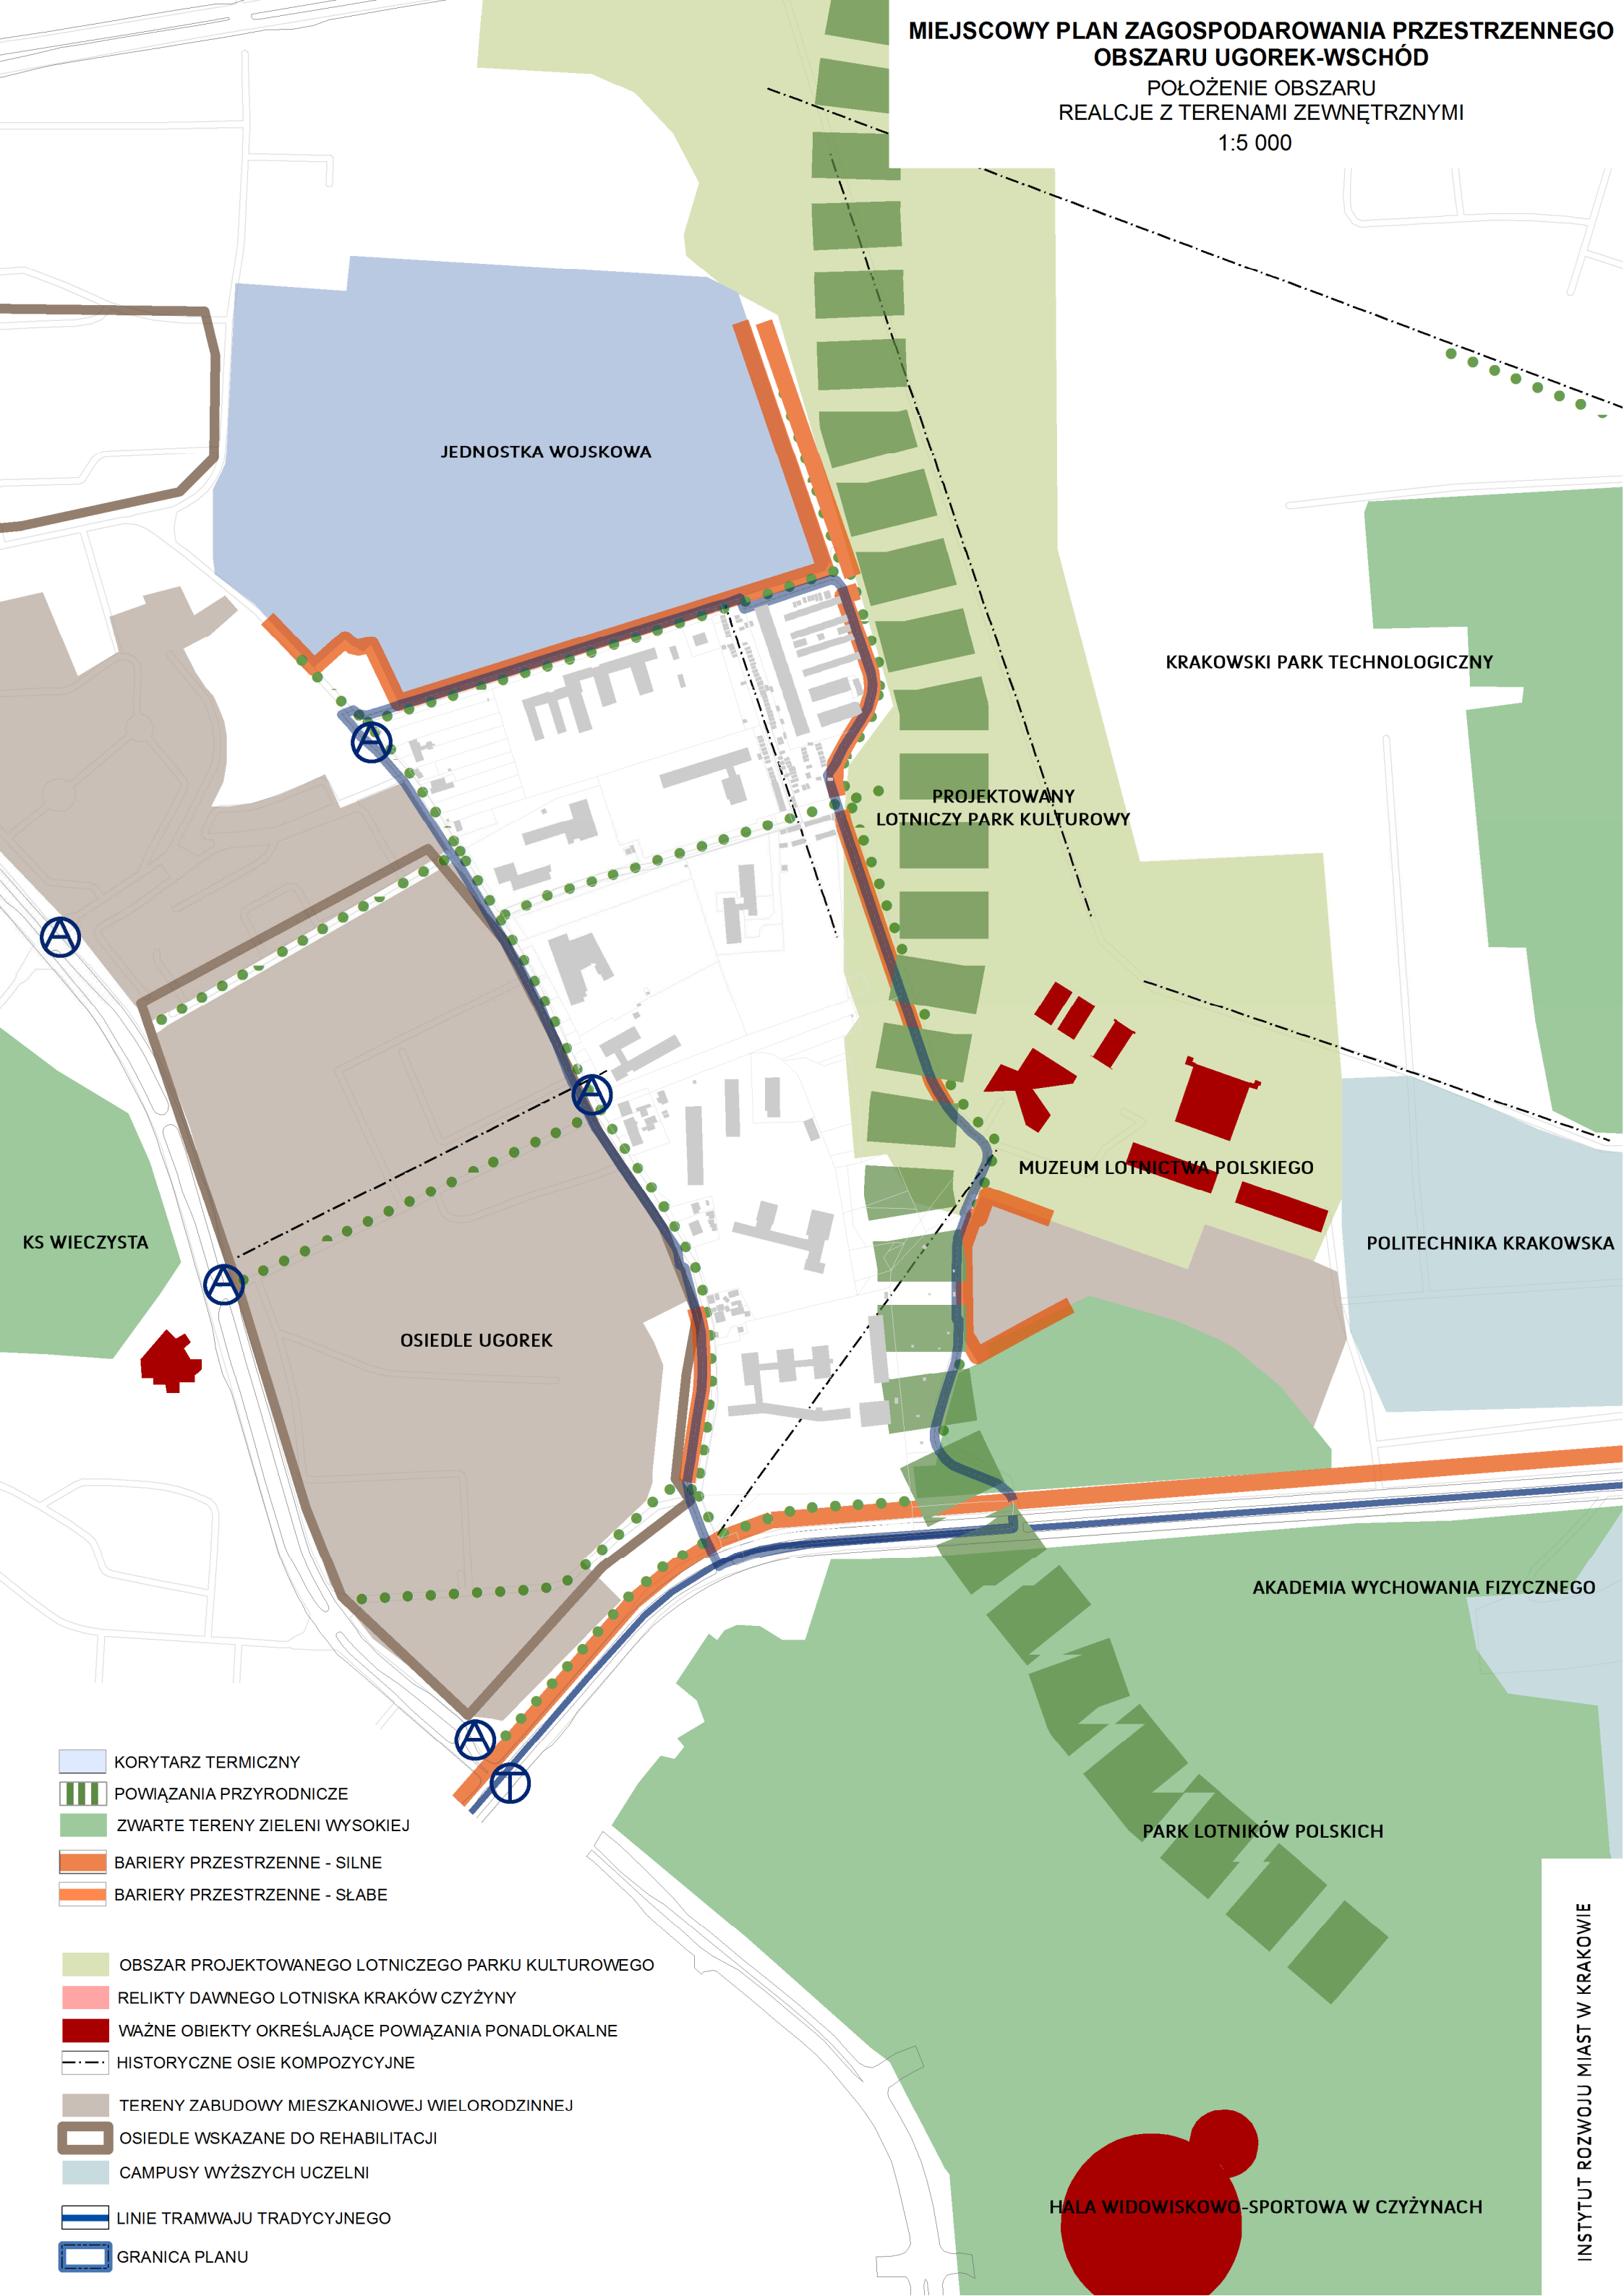 MIEJSCOWY PLAN ZAGOSPODAROWANIA PRZESTRZENNEGO
OBSZARU UGOREK-WSCHÓD
POŁOŻENIE OBSZARU
REALCJE Z TERENAMI ZEWNĘTRZNYMI
1:5 000
JEDNOSTKA WOJSKOWA
KRAKOWSKI PARK TECHNOLOGICZNY
A
PROJEKTOWANY
LOTNICZY PARK KULTUROWY
A
A
MUZEUM LOTNICTWA POLSKIEGO
KS WIECZYSTA
POLITECHNIKA KRAKOWSKA
A
OSIEDLE UGOREK
AKADEMIA WYCHOWANIA FIZYCZNEGO
A
T
PARK LOTNIKÓW POLSKICH
HALA WIDOWISKOWO-SPORTOWA W CZYŻYNACH
KORYTARZ TERMICZNY
POWIĄZANIA PRZYRODNICZE
ZWARTE TERENY ZIELENI WYSOKIEJ
BARIERY PRZESTRZENNE - SILNE
BARIERY PRZESTRZENNE - SŁABE
OBSZAR PROJEKTOWANEGO LOTNICZEGO PARKU KULTUROWEGO
RELIKTY DAWNEGO LOTNISKA KRAKÓW CZYŻYNY
WAŻNE OBIEKTY OKREŚLAJĄCE POWIĄZANIA PONADLOKALNE
HISTORYCZNE OSIE KOMPOZYCYJNE
TERENY ZABUDOWY MIESZKANIOWEJ WIELORODZINNEJ
OSIEDLE WSKAZANE DO REHABILITACJI
CAMPUSY WYŻSZYCH UCZELNI
LINIE TRAMWAJU TRADYCYJNEGO
GRANICA PLANU
INSTYTUT ROZWOJU MIAST W KRAKOWIE